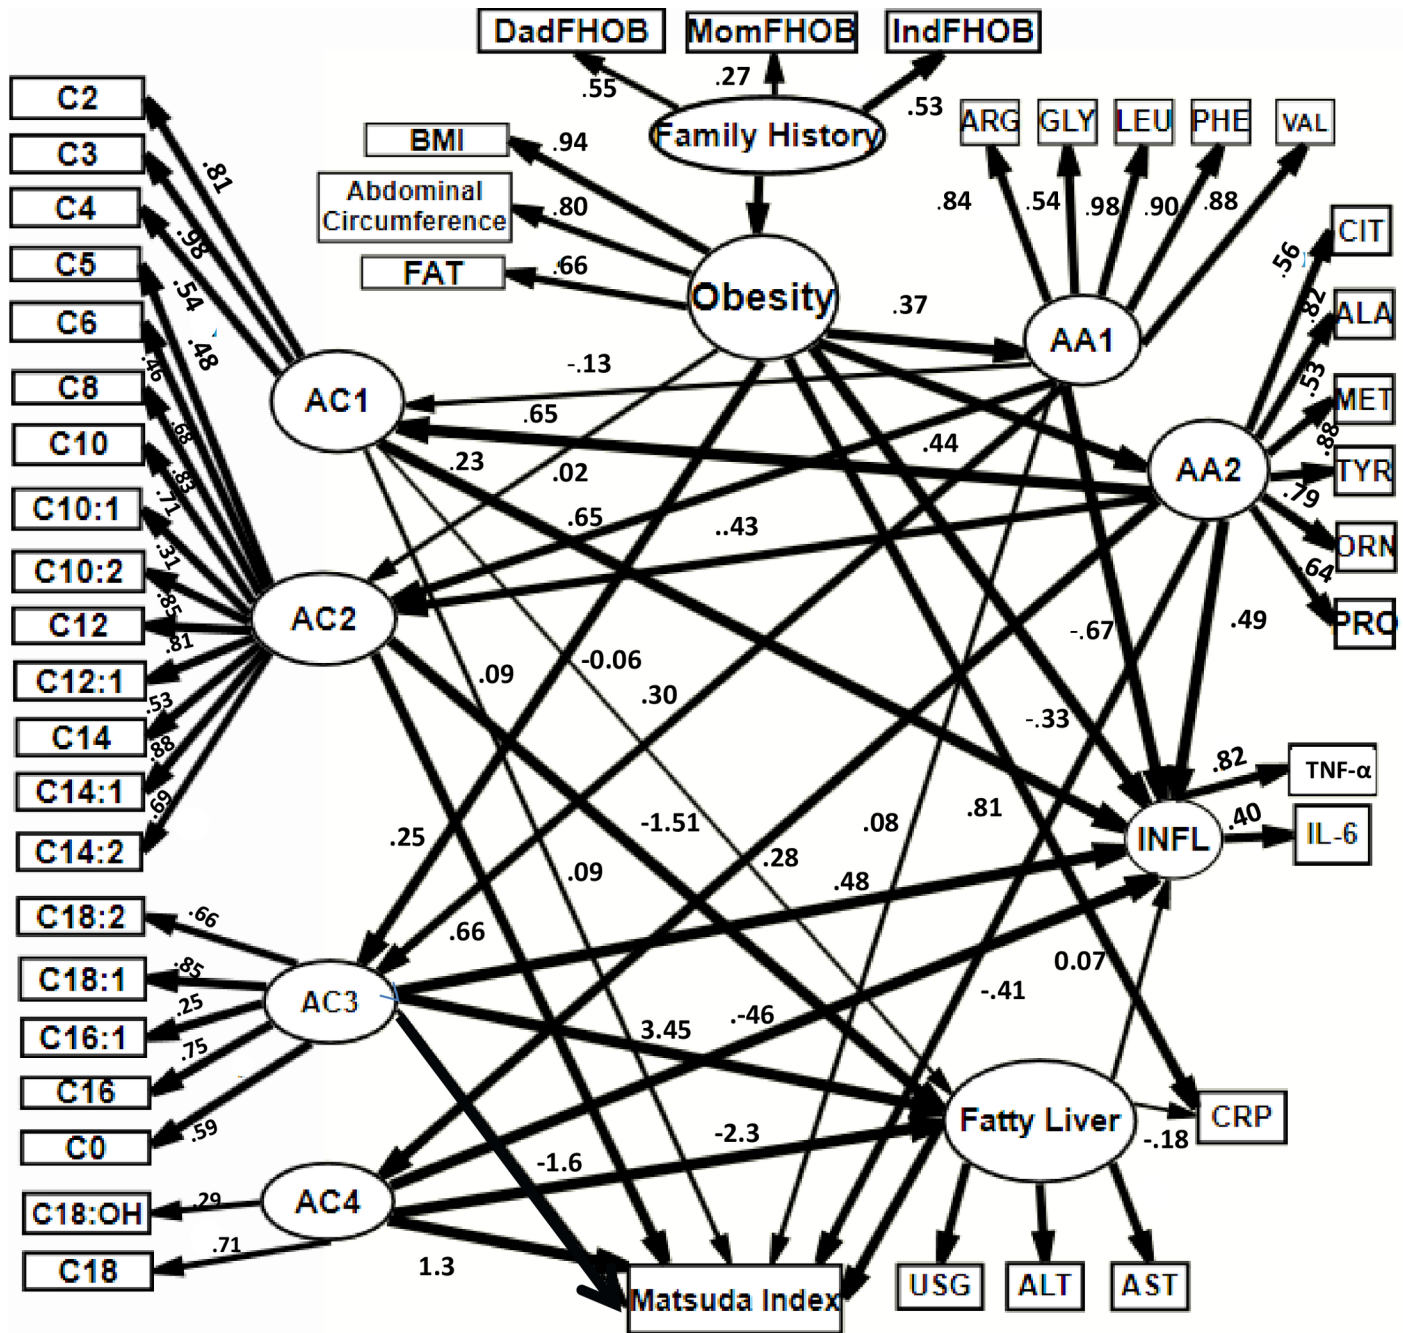 DadFHOB
MomFHOB
IndFHOB
.55
.27
.53
Family History
C2
C3
C4
C5
C6
C8
C10
C10:1
C10:2
C12
C12:1
C14
C14:1
C14:2
C18:2
C18:1
C16:1
C16
C0
C18:OH
C18
BMI
Abdominal
Circumference
FAT
.94
.80
.66
Obesity
ARG
GLY
LEU
PHE
VAL
.84
.54
.98
.90
.88
AA1
CIT
ALA
MET
TYR
ORN
PRO
.56
.82
.53
.88
.79
.64
AA2
.81
.98
.54
AC1
.48
.46
.68
.83
.71
.31
.85
.81
.53
.88
.69
AC2
.66
.85
.25
.75
.59
AC3
.29
.71
AC4
.37
-.13
.65
.44
.23
.02
.65
..43
-.67
.49
.09
-0.06
.30
-.33
.82
TNF-α
.40
IL-6
INFL
.25
-1.51
.81
.08
.09
.28
.48
.66
0.07
-.41
3.45
.-46
-2.3
-1.6
1.3
Fatty Liver
-.18
CRP
USG
ALT
AST
Matsuda Index